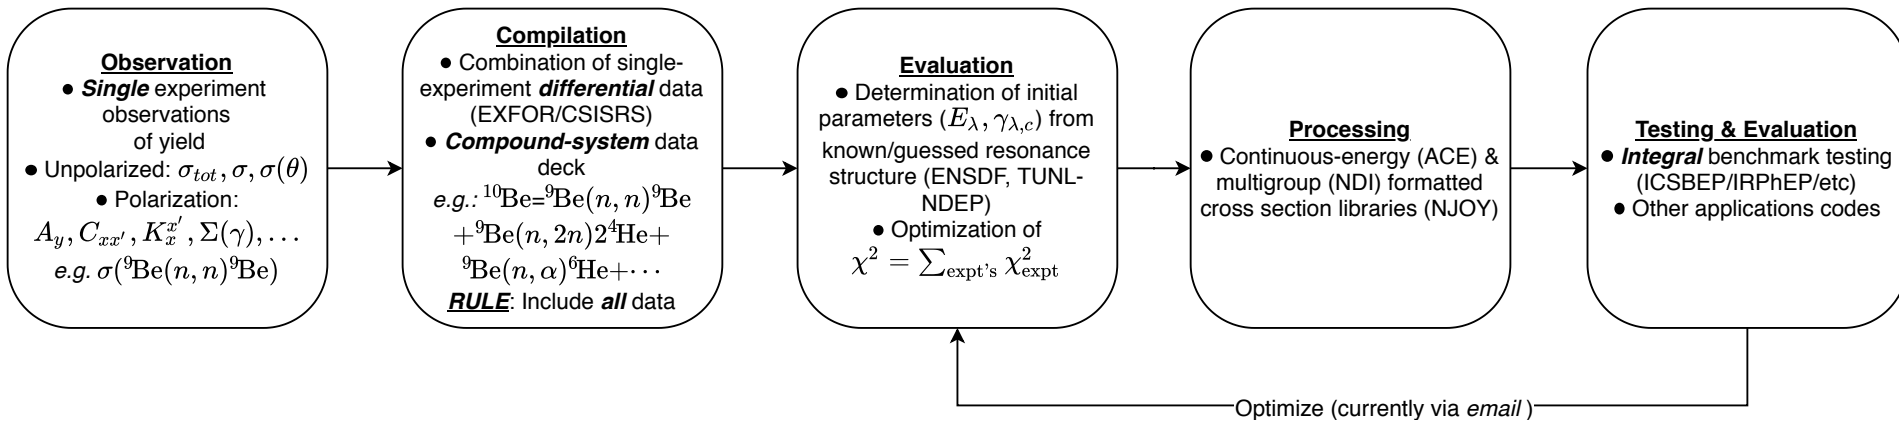 Observation
● Single experiment
observations
of yield
● Unpolarized: σ_tot, σ, σ(θ)
● Polarization:
A_y, C_xx′, K_x^x′, Σ(γ), …
e.g. σ(⁹Be(n, n)⁹Be)
Compilation
● Combination of single-
experiment differential data
(EXFOR/CSISRS)
● Compound-system data
deck
e.g.: ¹⁰Be=⁹Be(n, n)⁹Be
+⁹Be(n, 2n)2⁴He+
⁹Be(n, α)⁶He+⋯
RULE: Include all data
Evaluation
● Determination of initial
parameters (E_λ, γ_λ,c) from
known/guessed resonance
structure (ENSDF, TUNL-
NDEP)
● Optimization of
χ² = ∑_expt's χ²_expt
Processing
● Continuous-energy (ACE) &
multigroup (NDI) formatted
cross section libraries (NJOY)
Testing & Evaluation
● Integral benchmark testing
(ICSBEP/IRPhEP/etc)
● Other applications codes
Optimize (currently via email )